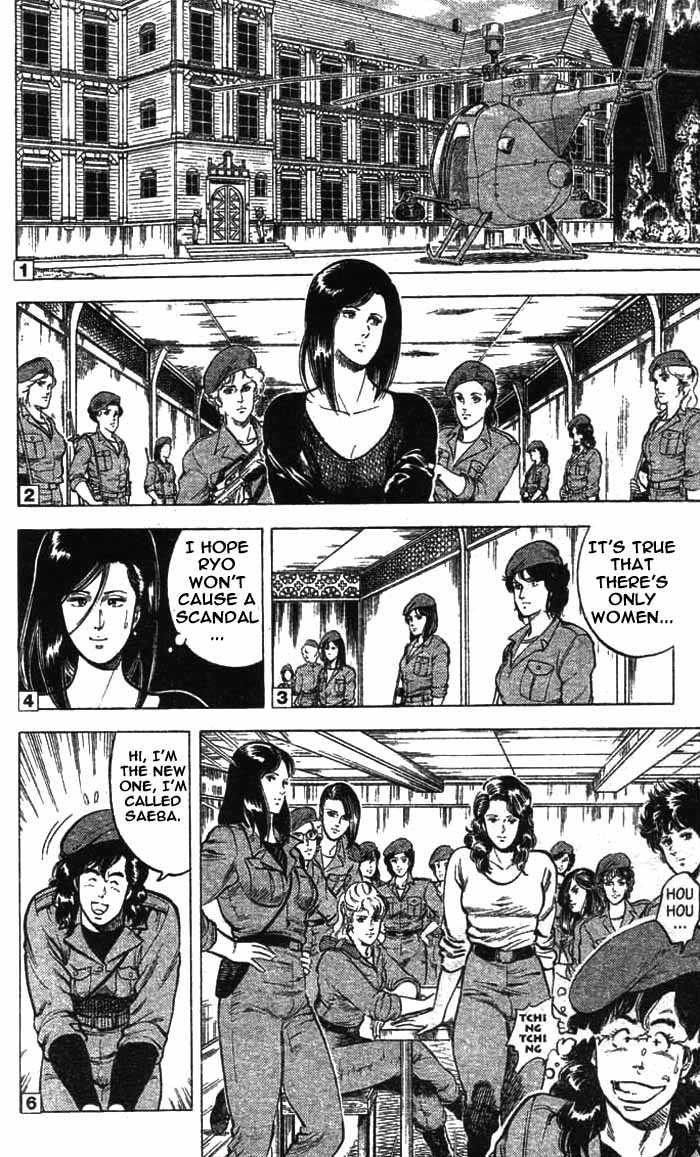 1
2
IT'S TRUE
THAT
THERE'S
ONLY
WOMEN...
3
I HOPE
RYO
WON'T
CAUSE A
SCANDAL
...
4
HI, I'M
THE NEW
ONE, I'M
CALLED
SAEBA.
6
HOU
HOU
...
TCHI
NG
TCHI
NG